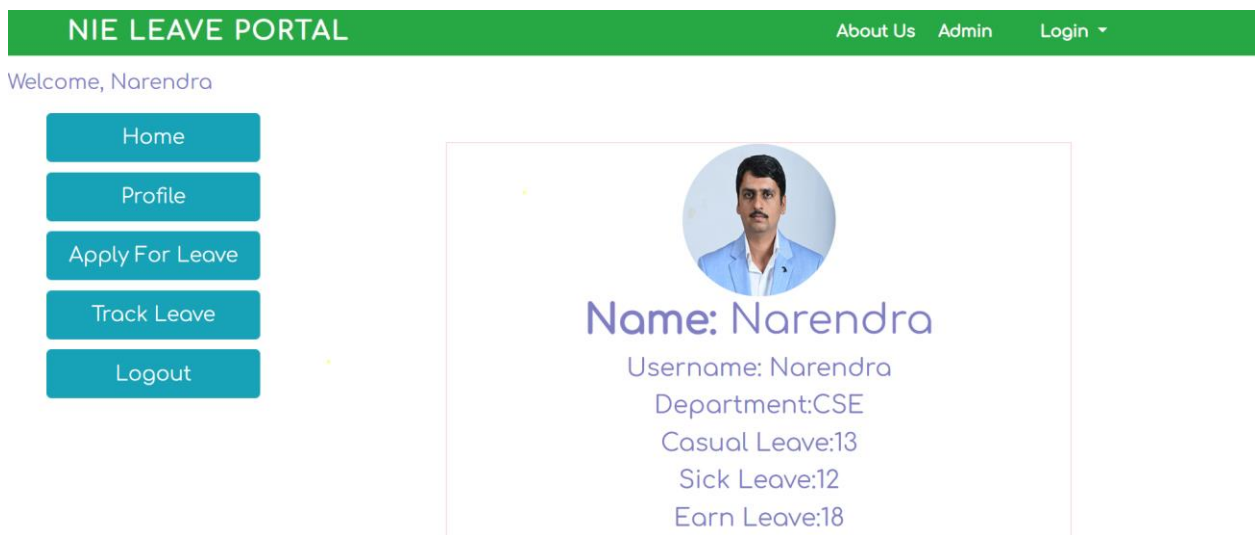 NIE LEAVE PORTAL
About Us Admin Login
Welcome, Narendra
Home
Profile
Apply For Leave
Track Leave
Logout
Name: Narendra
Username: Narendra
Department:CSE
Casual Leave:13
Sick Leave:12
Earn Leave:18